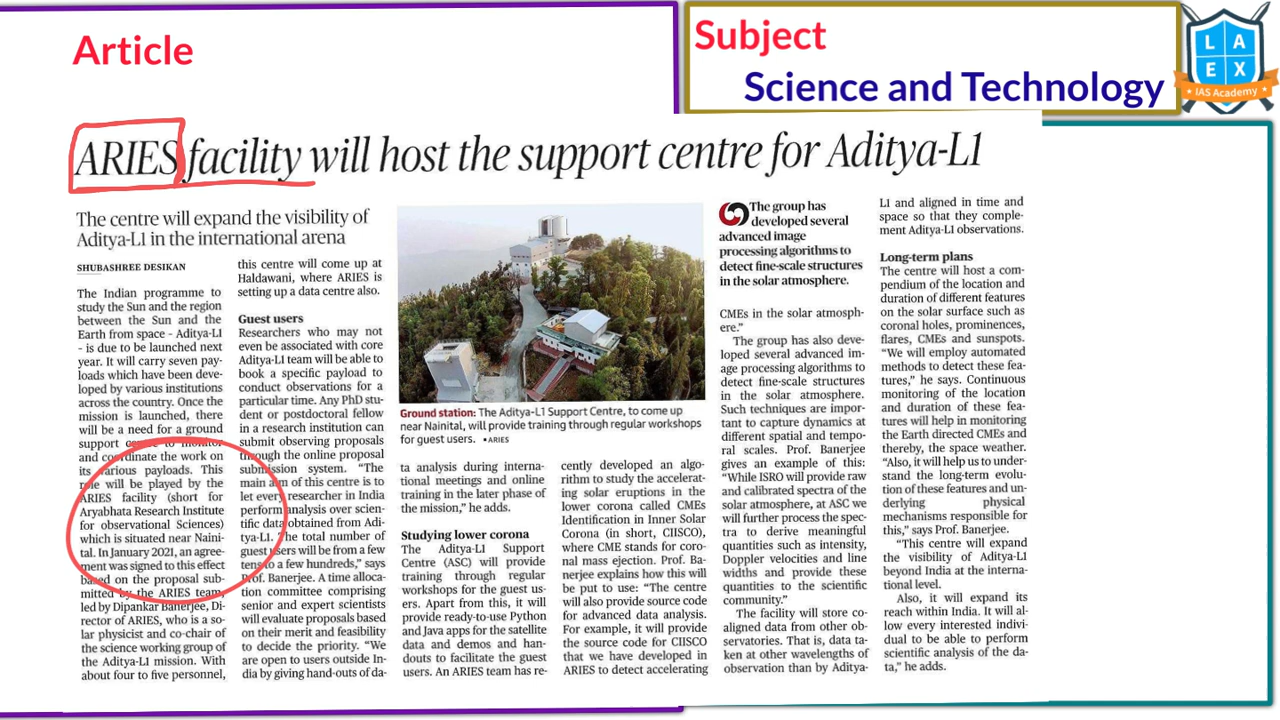 Article
Subject
Science and Technology
L A
E X
IAS Academy
ARIES facility will host the support centre for Aditya-L1
The centre will expand the visibility of
Aditya-L1 in the international arena
SHUBASHREE DESIKAN
The Indian programme to
study the Sun and the region
between the Sun and the
Earth from space – Aditya-L1
– is due to be launched next
year. It will carry seven pay-
loads which have been deve-
loped by various institutions
across the country. Once the
mission is launched, there
will be a need for a ground
support centre to monitor
and coordinate the work on
its various payloads. This
role will be played by the
ARIES facility (short for
Aryabhata Research Institute
for observational Sciences)
which is situated near Naini-
tal. In January 2021, an agree-
ment was signed to this effect
based on the proposal sub-
mitted by the ARIES team,
led by Dipankar Banerjee, Di-
rector of ARIES, who is a so-
lar physicist and co-chair of
the science working group of
the Aditya-L1 mission. With
about four to five personnel,
this centre will come up at
Haldawani, where ARIES is
setting up a data centre also.
Guest users
Researchers who may not
even be associated with core
Aditya-L1 team will be able to
book a specific payload to
conduct observations for a
particular time. Any PhD stu-
dent or postdoctoral fellow
in a research institution can
submit observing proposals
through the online proposal
submission system. “The
main aim of this centre is to
let every researcher in India
perform analysis over scien-
tific data obtained from Adi-
tya-L1. The total number of
guest users will be from a few
tens to a few hundreds,” says
Prof. Banerjee. A time alloca-
tion committee comprising
senior and expert scientists
will evaluate proposals based
on their merit and feasibility
to decide the priority. “We
are open to users outside In-
dia by giving hand-outs of da-
Ground station: The Aditya-L1 Support Centre, to come up
near Nainital, will provide training through regular workshops
for guest users. •ARIES
ta analysis during interna-
tional meetings and online
training in the later phase of
the mission,” he adds.
Studying lower corona
The Aditya-L1 Support
Centre (ASC) will provide
training through regular
workshops for the guest us-
ers. Apart from this, it will
provide ready-to-use Python
and Java apps for the satellite
data and demos and han-
douts to facilitate the guest
users. An ARIES team has re-
cently developed an algo-
rithm to study the accelerat-
ing solar eruptions in the
lower corona called CMEs
Identification in Inner Solar
Corona (in short, CIISCO),
where CME stands for coro-
nal mass ejection. Prof. Ba-
nerjee explains how this will
be put to use: “The centre
will also provide source code
for advanced data analysis.
For example, it will provide
the source code for CIISCO
that we have developed in
ARIES to detect accelerating
The group has
developed several
advanced image
processing algorithms to
detect fine-scale structures
in the solar atmosphere.
CMEs in the solar atmosph-
ere.”
The group has also deve-
loped several advanced im-
age processing algorithms to
detect fine-scale structures
in the solar atmosphere.
Such techniques are impor-
tant to capture dynamics at
different spatial and tempo-
ral scales. Prof. Banerjee
gives an example of this:
“While ISRO will provide raw
and calibrated spectra of the
solar atmosphere, at ASC we
will further process the spec-
tra to derive meaningful
quantities such as intensity,
Doppler velocities and line
widths and provide these
quantities to the scientific
community.”
The facility will store co-
aligned data from other ob-
servatories. That is, data ta-
ken at other wavelengths of
observation than by Aditya-
L1 and aligned in time and
space so that they comple-
ment Aditya-L1 observations.
Long-term plans
The centre will host a com-
pendium of the location and
duration of different features
on the solar surface such as
coronal holes, prominences,
flares, CMEs and sunspots.
“We will employ automated
methods to detect these fea-
tures,” he says. Continuous
monitoring of the location
and duration of these fea-
tures will help in monitoring
the Earth directed CMEs and
thereby, the space weather.
“Also, it will help us to under-
stand the long-term evolu-
tion of these features and un-
derlying physical
mechanisms responsible for
this,” says Prof. Banerjee.
“This centre will expand
the visibility of Aditya-L1
beyond India at the interna-
tional level.
Also, it will expand its
reach within India. It will al-
low every interested indivi-
dual to be able to perform
scientific analysis of the da-
ta,” he adds.